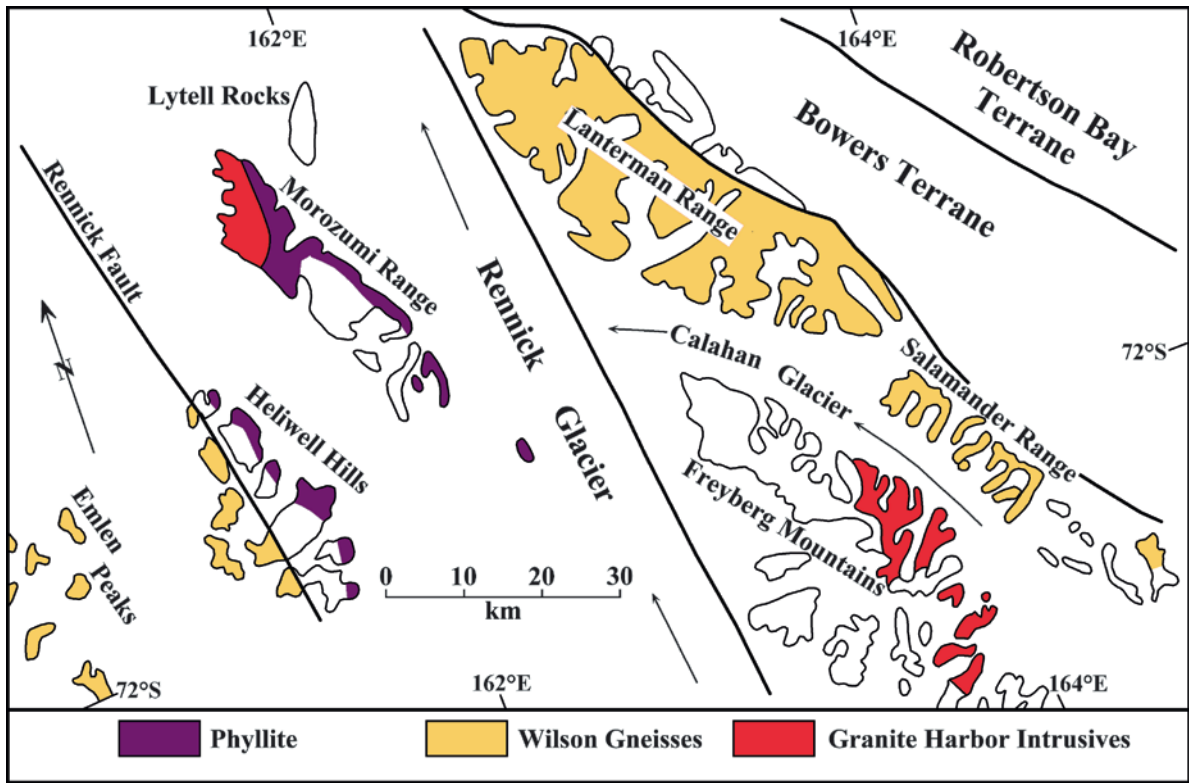 162°E
164°E
Robertson Bay
Terrane
Bowers Terrane
Lytell Rocks
Lanterman Range
Rennick Fault
Morozumi Range
Rennick
Glacier
N
72°S
Calahan Glacier
Salamander Range
Heliwell Hills
Freyberg Mountains
Emlen
Peaks
0 10 20 30
km
72°S
162°E
164°E
Phyllite
Wilson Gneisses
Granite Harbor Intrusives